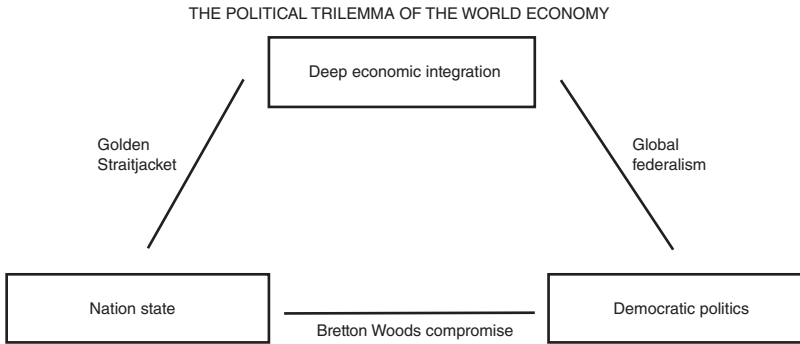 THE POLITICAL TRILEMMA OF THE WORLD ECONOMY
Deep economic integration
Golden
Straitjacket
Global
federalism
Nation state
Democratic politics
Bretton Woods compromise